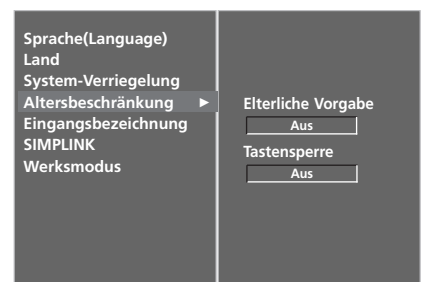 Sprache(Language)
Land
System-Verriegelung
Altersbeschränkung ►
Eingangsbezeichnung
SIMPLINK
Werksmodus
Elterliche Vorgabe
Aus
Tastensperre
Aus